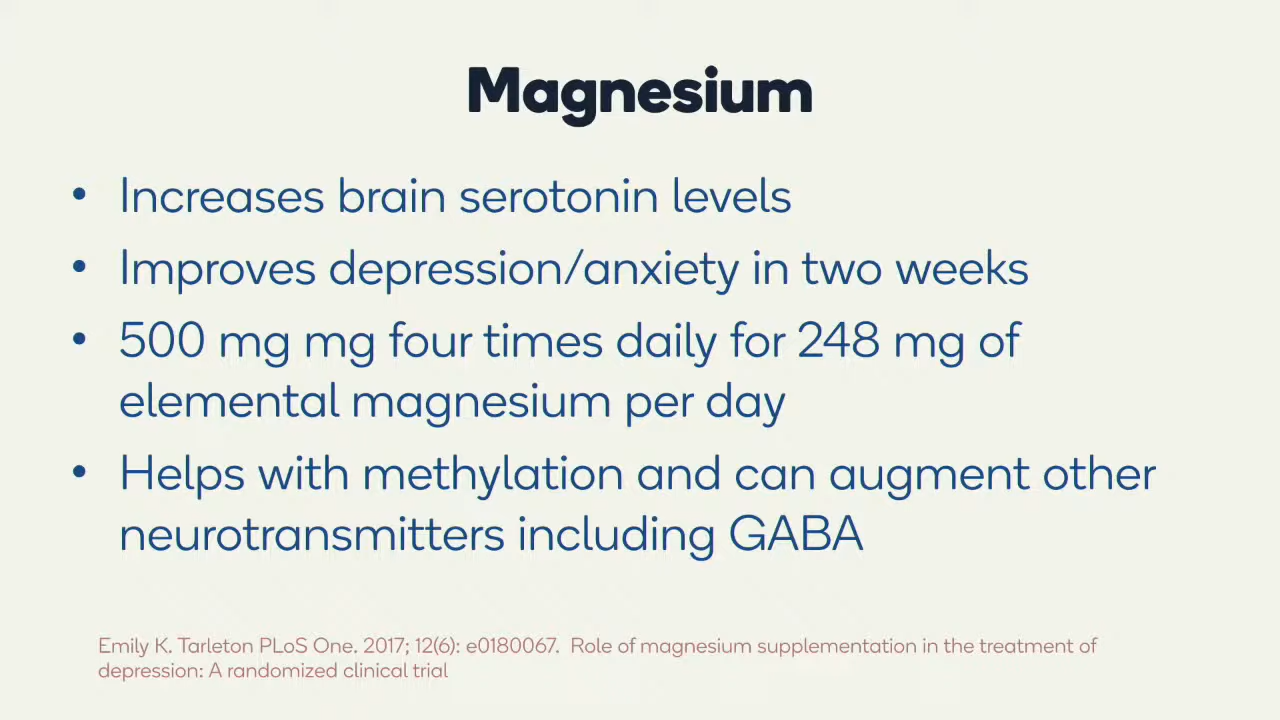 Magnesium
• Increases brain serotonin levels
• Improves depression/anxiety in two weeks
• 500 mg mg four times daily for 248 mg of
elemental magnesium per day
• Helps with methylation and can augment other
neurotransmitters including GABA
Emily K. Tarleton PLoS One. 2017; 12(6): e0180067. Role of magnesium supplementation in the treatment of
depression: A randomized clinical trial